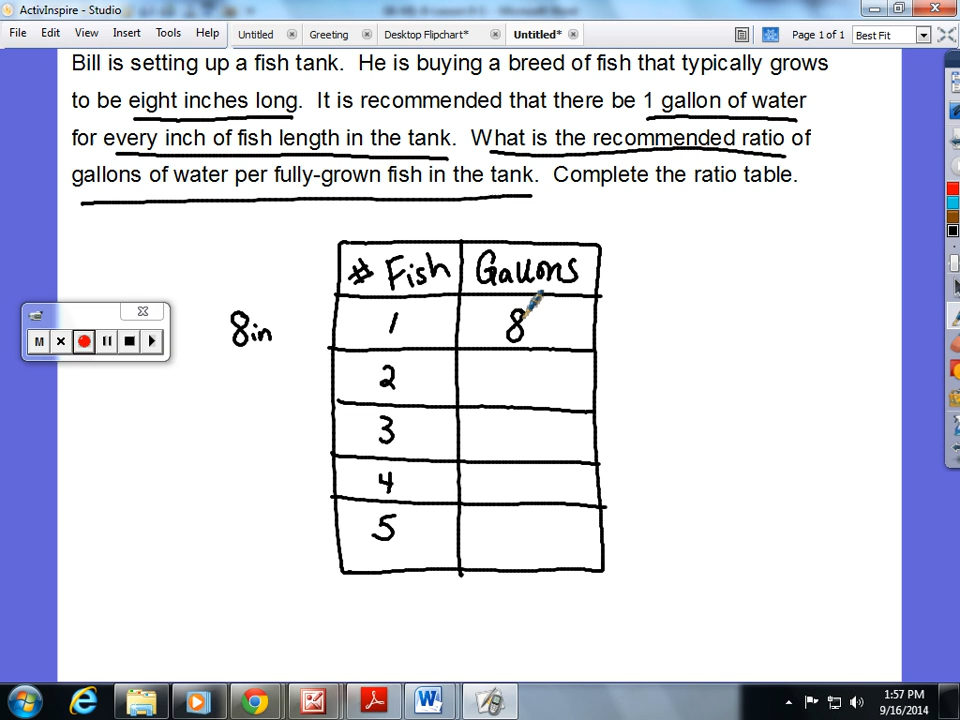 ActivInspire - Studio
File Edit View Insert Tools Help Untitled Greeting Desktop Flipchart* Untitled* Page 1 of 1 Best Fit
Bill is setting up a fish tank. He is buying a breed of fish that typically grows
to be eight inches long. It is recommended that there be 1 gallon of water
for every inch of fish length in the tank. What is the recommended ratio of
gallons of water per fully-grown fish in the tank. Complete the ratio table.
# Fish Gallons
8in 1 8
2
3
4
5
M
1:57 PM
9/16/2014